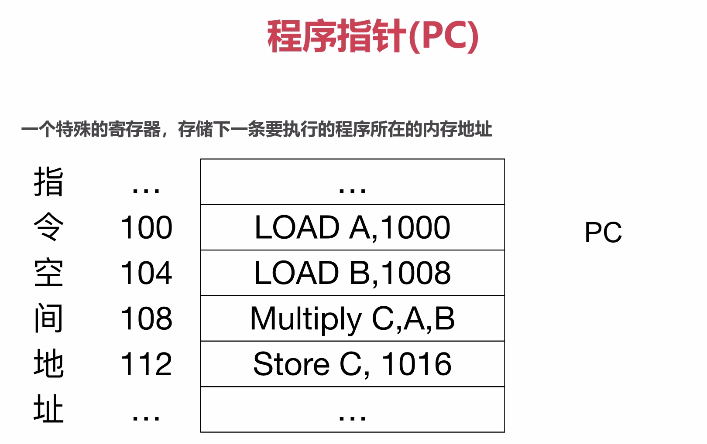 程序指针(PC)
一个特殊的寄存器，存储下一条要执行的程序所在的内存地址
指 ... ...
令 100 LOAD A,1000 PC
空 104 LOAD B,1008
间 108 Multiply C,A,B
地 112 Store C, 1016
址 ... ...